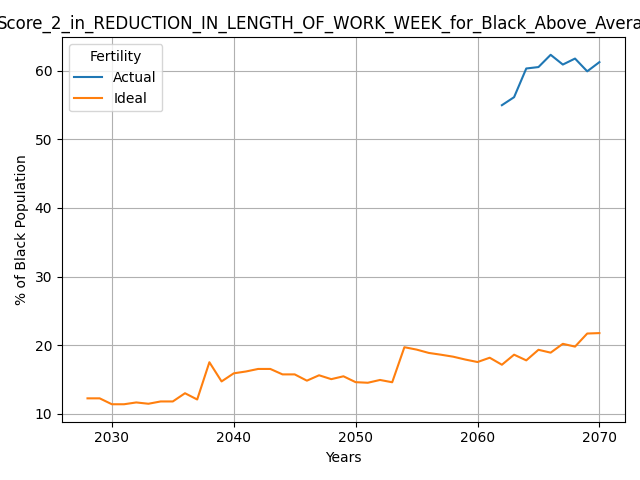 Score_2_in_REDUCTION_IN_LENGTH_OF_WORK_WEEK_for_Black_Above_Avera
Fertility
Actual
Ideal
% of Black Population
60
50
40
30
20
10
2030 2040 2050 2060 2070
Years